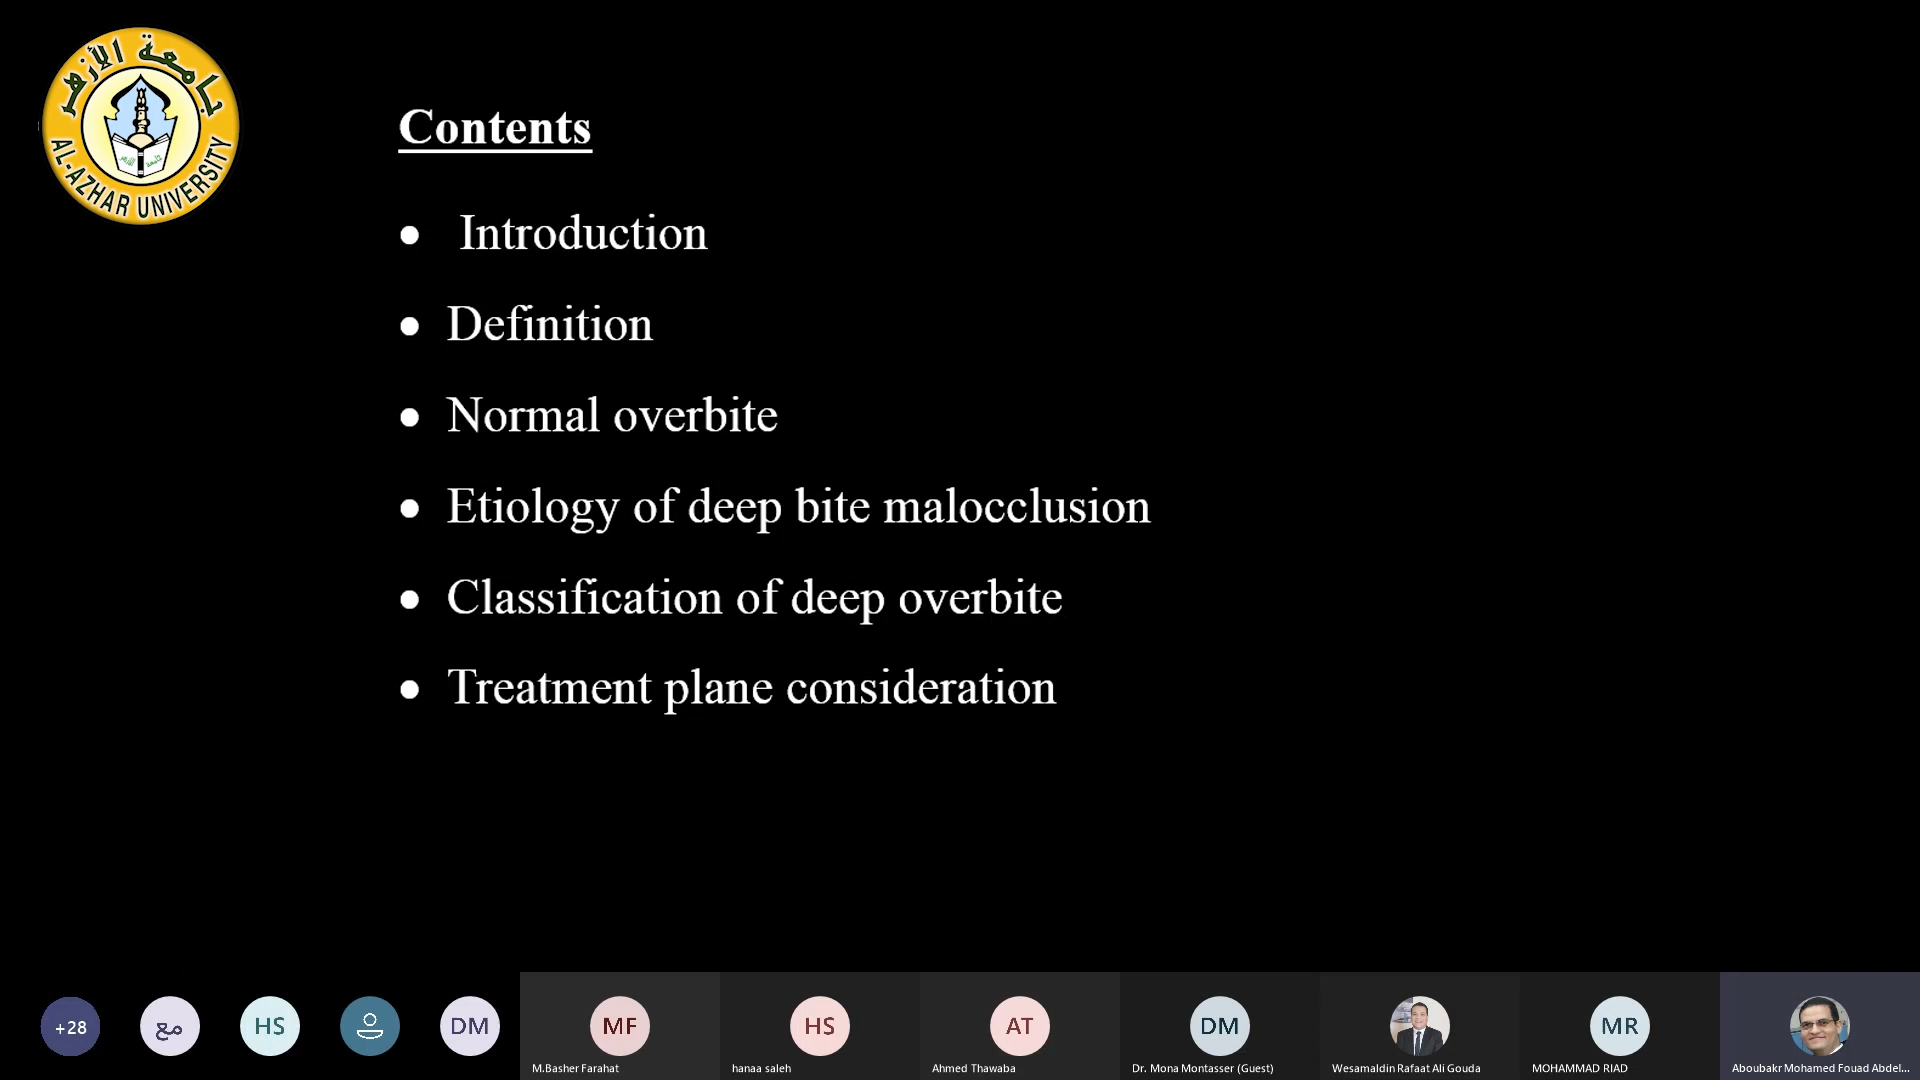 جامعة الأزهر
AL-AZHAR UNIVERSITY
Contents
● Introduction
● Definition
● Normal overbite
● Etiology of deep bite malocclusion
● Classification of deep overbite
● Treatment plane consideration
+28
مع
HS
DM
MF
HS
AT
DM
MR
M.Basher Farahat
hanaa saleh
Ahmed Thawaba
Dr. Mona Montasser (Guest)
Wesamaldin Rafaat Ali Gouda
MOHAMMAD RIAD
Aboubakr Mohamed Fouad Abdel...